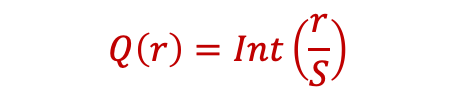 Q(r) = Int(r/S)